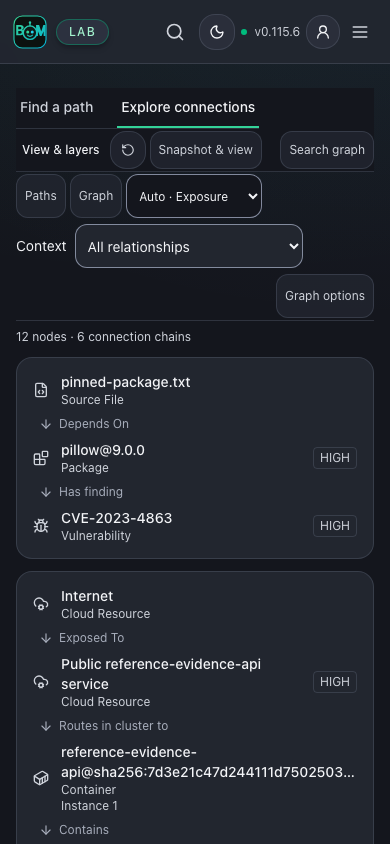 BOM
LAB
v0.115.6
Find a path
Explore connections
View & layers
Snapshot & view
Search graph
Paths
Graph
Auto · Exposure
Context
All relationships
Graph options
12 nodes · 6 connection chains
pinned-package.txt
Source File
Depends On
pillow@9.0.0
Package
HIGH
Has finding
CVE-2023-4863
Vulnerability
HIGH
Internet
Cloud Resource
Exposed To
Public reference-evidence-api
service
Cloud Resource
HIGH
Routes in cluster to
reference-evidence-
api@sha256:7d3e21c47d244111d7502503...
Container
Instance 1
Contains